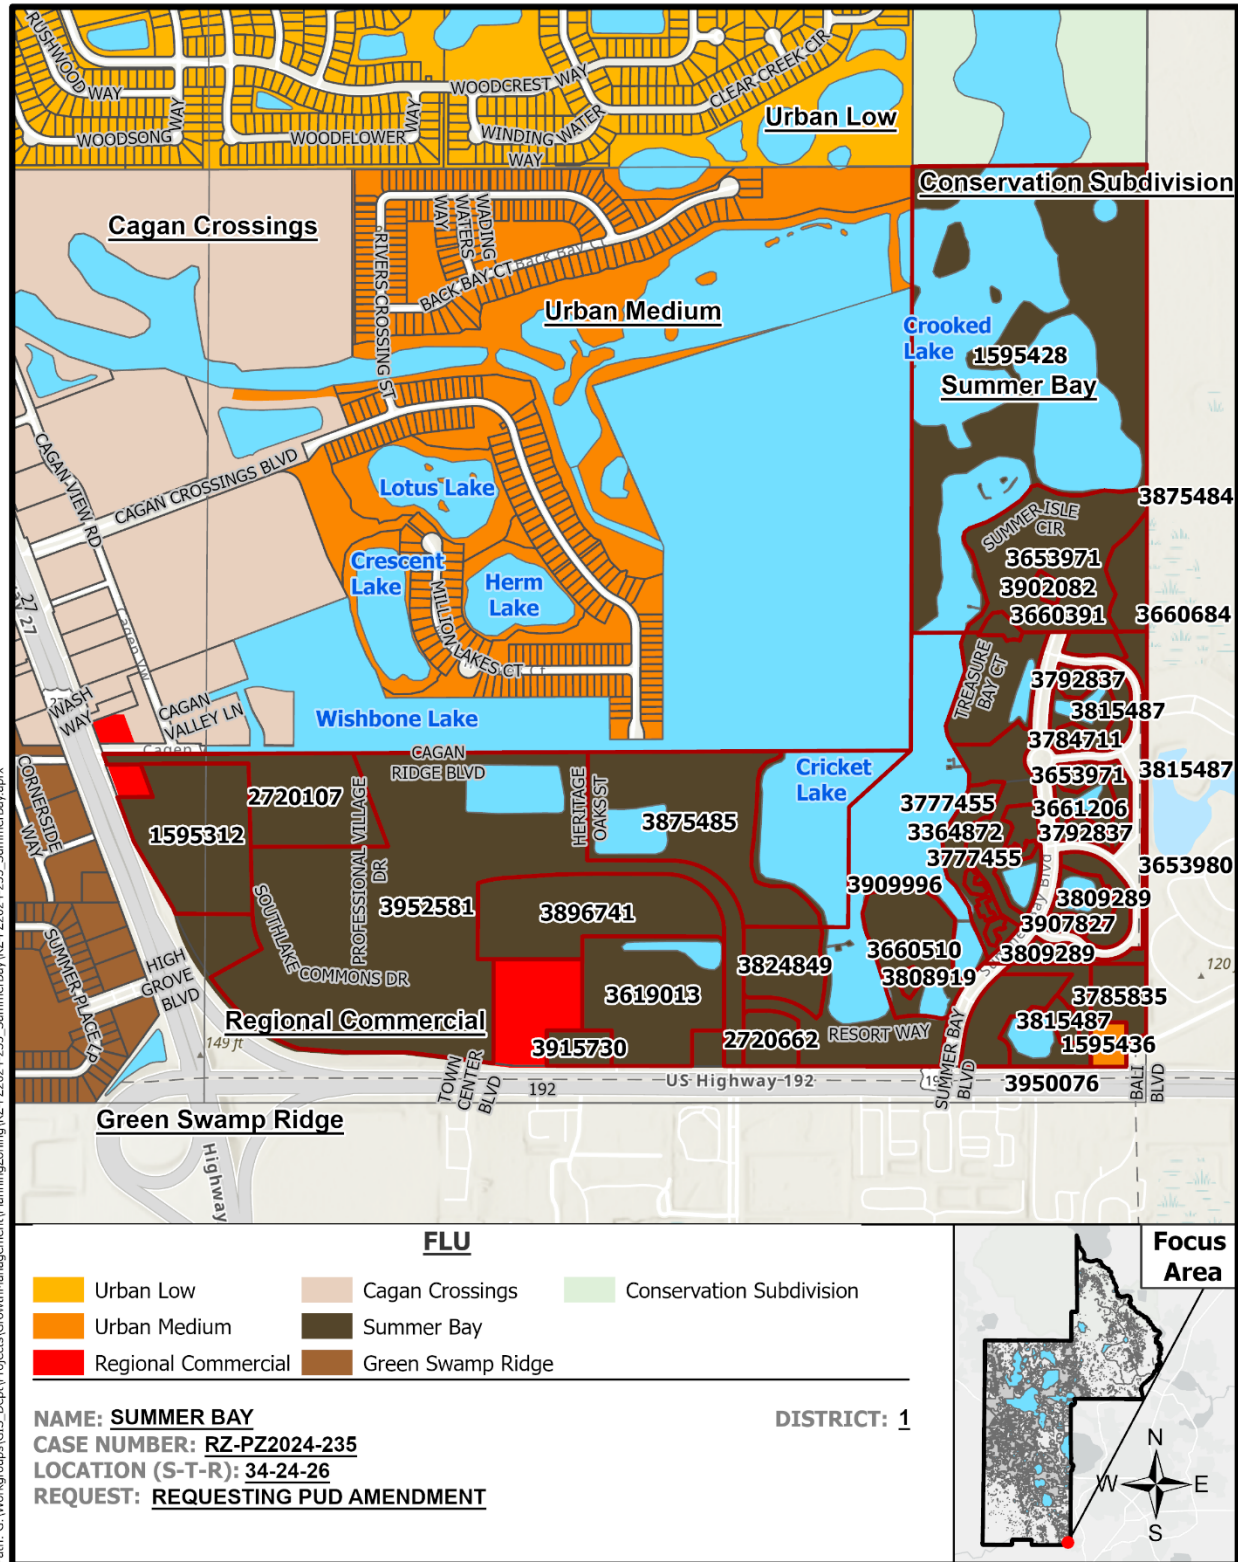 RUSHWOOD WAY
WOODSONG WAY
WOODFLOWER WAY
WOODCREST WAY
WINDING WATER WAY
CLEAR CREEK CIR
Urban Low
Conservation Subdivision
Cagan Crossings
WADING WATERS WAY
RIVERS CROSSING ST
BACK BAY CT
Back Bay Ct
Urban Medium
Crooked
Lake
1595428
Summer Bay
CAGAN VIEW RD
CAGAN CROSSINGS BLVD
Lotus Lake
3875484
SUMMER ISLE
CIR
3653971
3902082
3660391
3660684
Crescent
Lake
Herm
Lake
MILLION LAKES CT
27
27
WASH WAY
CAGAN
VALLEY LN
Wishbone Lake
TREASURE
BAY CT
3792837
3815487
3784711
3653971
3815487
3661206
3792837
3653980
CORNERSIDE
WAY
CAGAN
RIDGE BLVD
2720107
1595312
PROFESSIONAL VILLAGE
DR
HERITAGE
OAKS ST
3875485
Cricket
Lake
3777455
3364872
3777455
3909996
3809289
3907827
3809289
3952581
3896741
SOUTHLAKE
COMMONS DR
3824849
3660510
3808919
3619013
3785835
3815487
1595436
SUMMER PLACE LP
HIGH
GROVE
BLVD
149 ft
120
Regional Commercial
3915730
2720662
RESORT WAY
SUMMER BAY
BLVD
3950076
BALI
BLVD
TOWN
CENTER
BLVD
192
US Highway 192
Green Swamp Ridge
Highway
FLU
Urban Low
Cagan Crossings
Conservation Subdivision
Urban Medium
Summer Bay
Regional Commercial
Green Swamp Ridge
Focus
Area
NAME: SUMMER BAY
DISTRICT: 1
CASE NUMBER: RZ-PZ2024-235
LOCATION (S-T-R): 34-24-26
REQUEST: REQUESTING PUD AMENDMENT
N
W
E
S